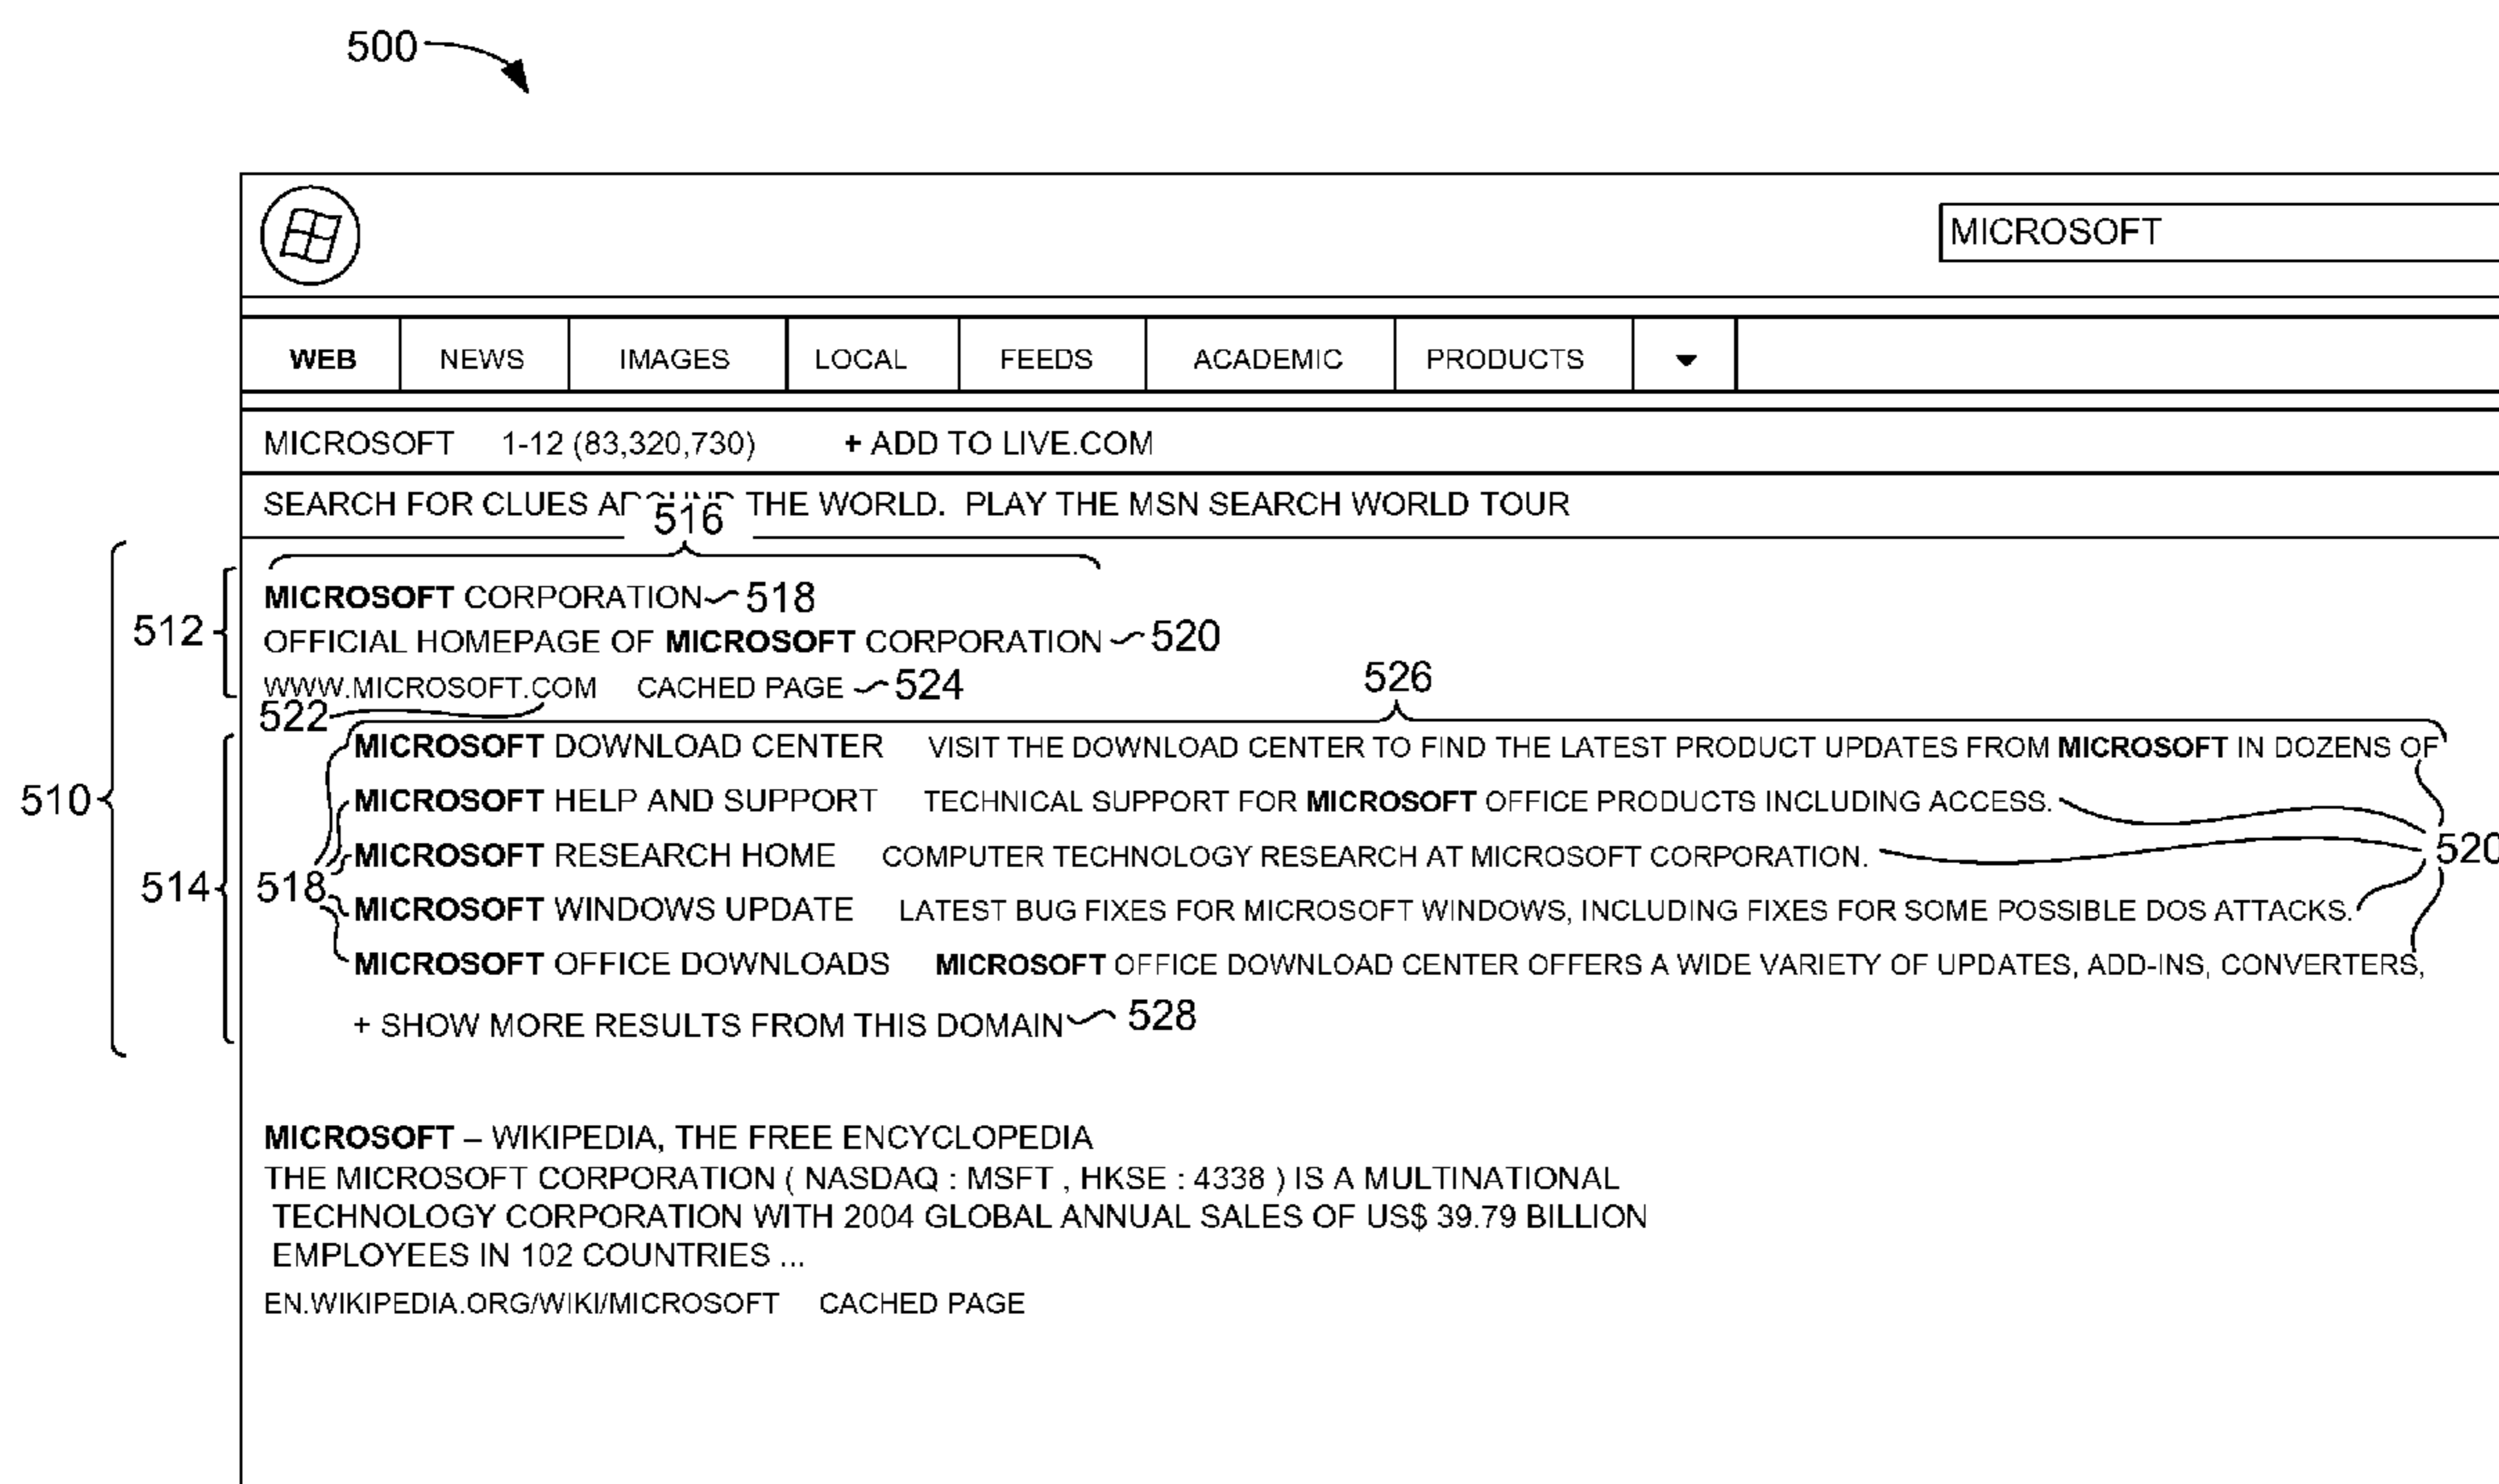 500
MICROSOFT
WEB NEWS IMAGES LOCAL FEEDS ACADEMIC PRODUCTS
MICROSOFT 1-12 (83,320,730) + ADD TO LIVE.COM
SEARCH FOR CLUES THE WORLD. PLAY THE MSN SEARCH WORLD TOUR
516
MICROSOFT CORPORATION 518
512
OFFICIAL HOMEPAGE OF MICROSOFT CORPORATION 520
WWW.MICROSOFT.COM CACHED PAGE 524
526
522
MICROSOFT DOWNLOAD CENTER VISIT THE DOWNLOAD CENTER TO FIND THE LATEST PRODUCT UPDATES FROM MICROSOFT IN DOZENS OF
510
MICROSOFT HELP AND SUPPORT TECHNICAL SUPPORT FOR MICROSOFT OFFICE PRODUCTS INCLUDING ACCESS.
MICROSOFT RESEARCH HOME COMPUTER TECHNOLOGY RESEARCH AT MICROSOFT CORPORATION. 520
514 518
MICROSOFT WINDOWS UPDATE LATEST BUG FIXES FOR MICROSOFT WINDOWS, INCLUDING FIXES FOR SOME POSSIBLE DOS ATTACKS.
MICROSOFT OFFICE DOWNLOADS MICROSOFT OFFICE DOWNLOAD CENTER OFFERS A WIDE VARIETY OF UPDATES, ADD-INS, CONVERTERS,
+ SHOW MORE RESULTS FROM THIS DOMAIN 528
MICROSOFT – WIKIPEDIA, THE FREE ENCYCLOPEDIA
THE MICROSOFT CORPORATION ( NASDAQ : MSFT , HKSE : 4338 ) IS A MULTINATIONAL
TECHNOLOGY CORPORATION WITH 2004 GLOBAL ANNUAL SALES OF US$ 39.79 BILLION
EMPLOYEES IN 102 COUNTRIES ...
EN.WIKIPEDIA.ORG/WIKI/MICROSOFT CACHED PAGE